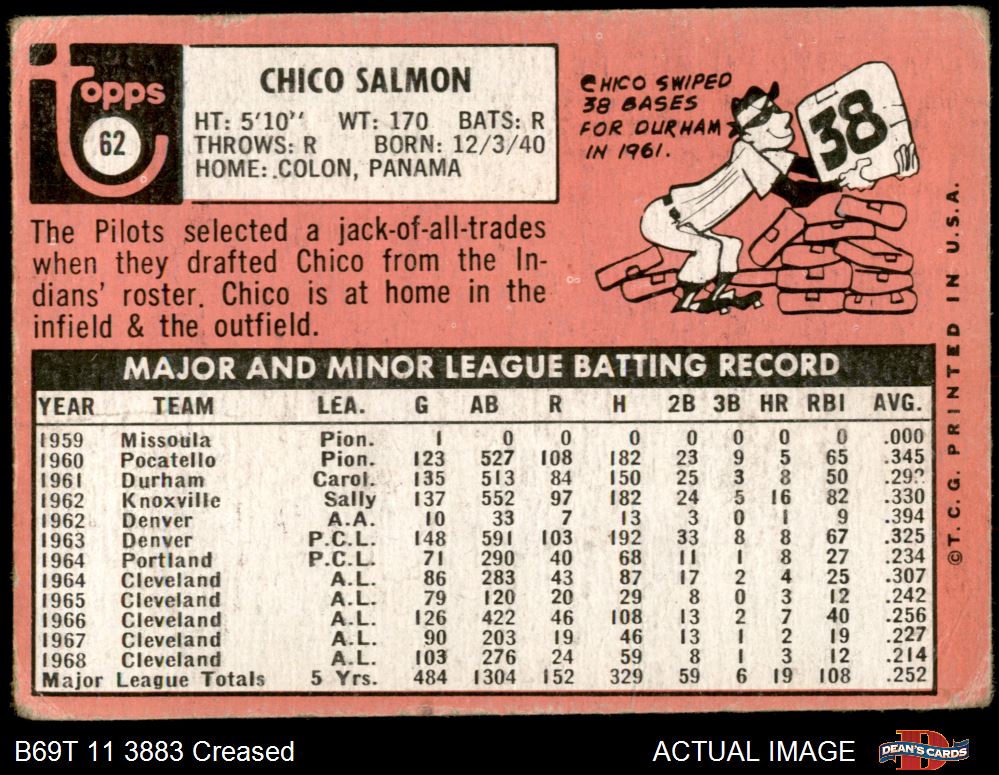 Topps
62
CHICO SALMON
HT: 5'10" WT: 170 BATS: R
THROWS: R BORN: 12/3/40
HOME: COLON, PANAMA
CHICO SWIPED
38 BASES
FOR DURHAM
IN 1961.
38
The Pilots selected a jack-of-all-trades
when they drafted Chico from the In-
dians' roster. Chico is at home in the
infield & the outfield.
MAJOR AND MINOR LEAGUE BATTING RECORD
YEAR TEAM LEA. G AB R H 2B 3B HR RBI AVG.
1959 Missoula Pion. 1 0 0 0 0 0 0 0 .000
1960 Pocatello Pion. 123 527 108 182 23 9 5 65 .345
1961 Durham Carol. 135 513 84 150 25 3 8 50
1962 Knoxville Sally 137 552 97 182 24 5 16 82 .330
1962 Denver A.A. 10 33 7 13 3 0 1 9 .394
1963 Denver P.C.L. 148 591 103 192 33 8 8 67 .325
1964 Portland P.C.L. 71 290 40 68 11 1 8 27 .234
1964 Cleveland A.L. 86 283 43 87 17 2 4 25 .307
1965 Cleveland A.L. 79 120 20 29 8 0 3 12 .242
1966 Cleveland A.L. 126 422 46 108 13 2 7 40 .256
1967 Cleveland A.L. 90 203 19 46 13 1 2 19 .227
1968 Cleveland A.L. 103 276 24 59 8 1 3 12 .214
Major League Totals 5 Yrs. 484 1304 152 329 59 6 19 108 .252
©T. C. G. PRINTED IN U.S.A.
B69T 11 3883 Creased
ACTUAL IMAGE
DEAN'S CARDS